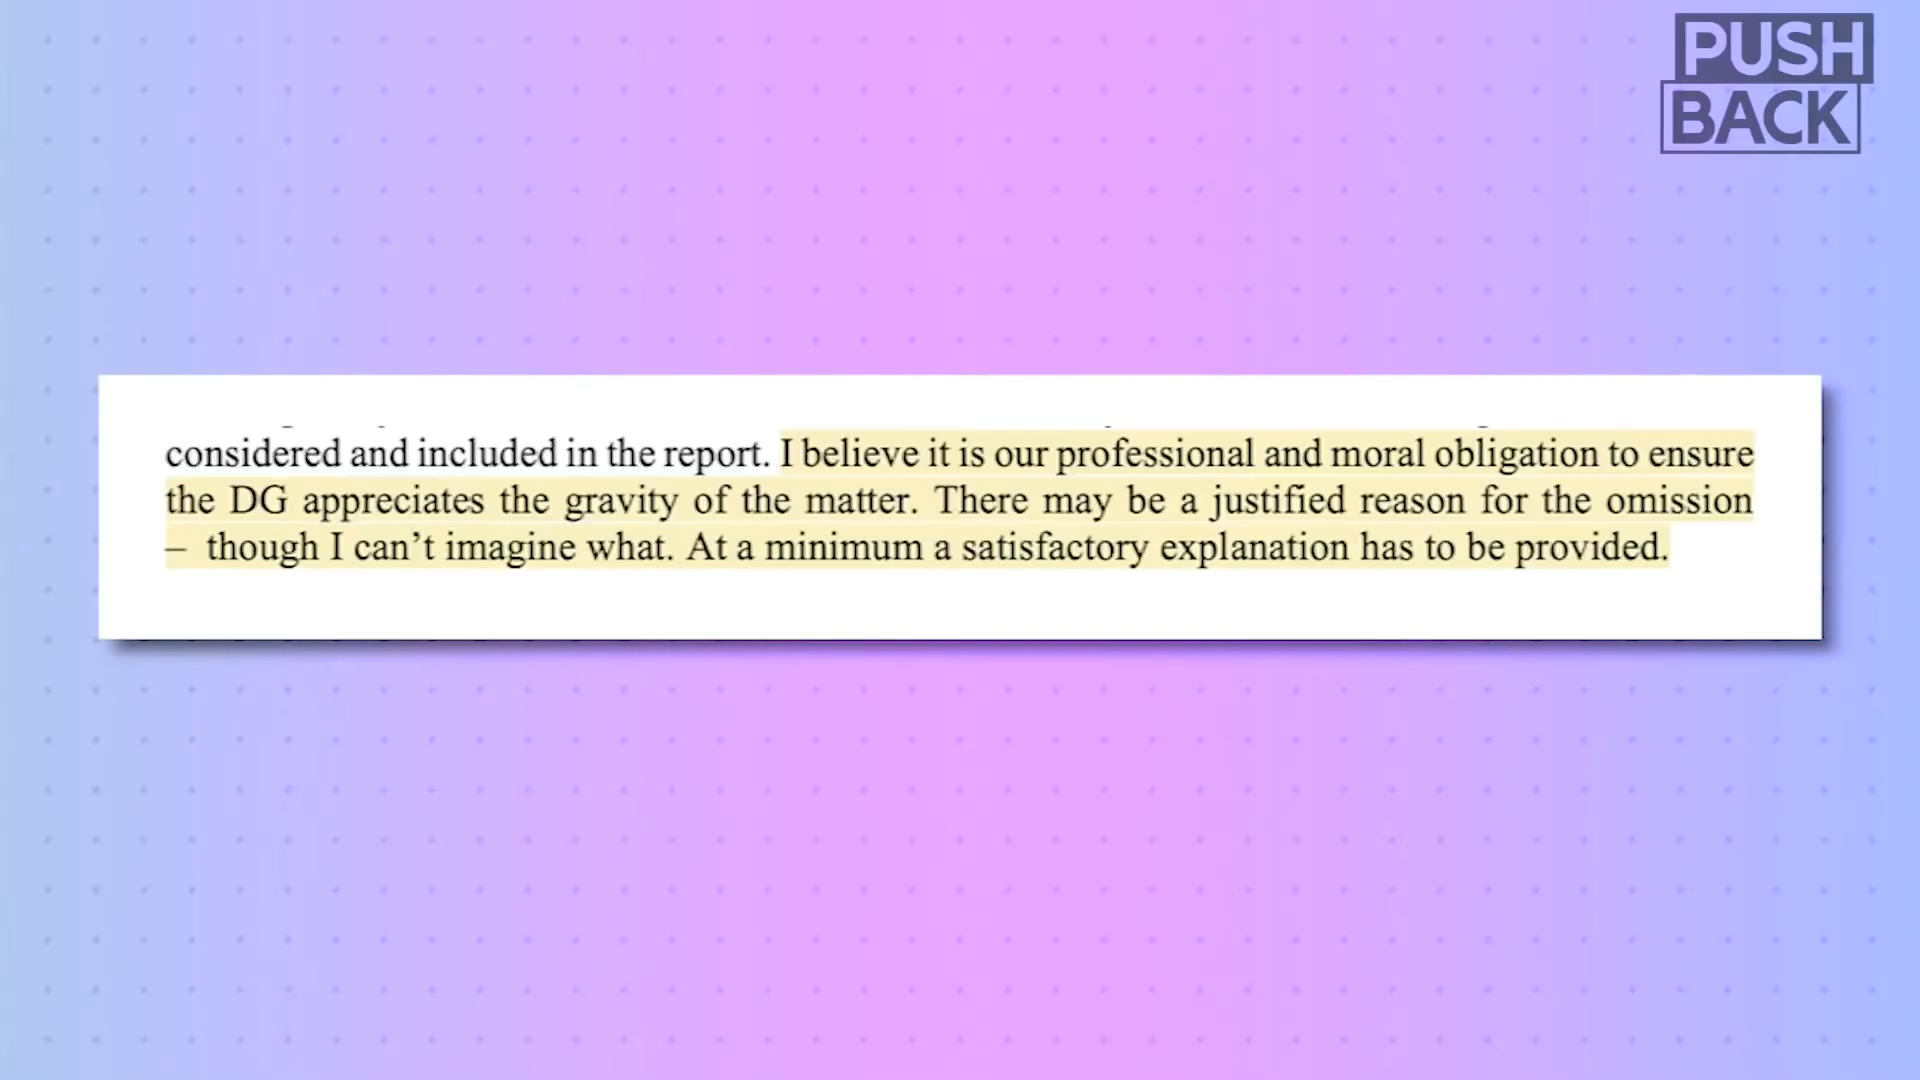 PUSH
BACK
considered and included in the report. I believe it is our professional and moral obligation to ensure
the DG appreciates the gravity of the matter. There may be a justified reason for the omission
– though I can’t imagine what. At a minimum a satisfactory explanation has to be provided.